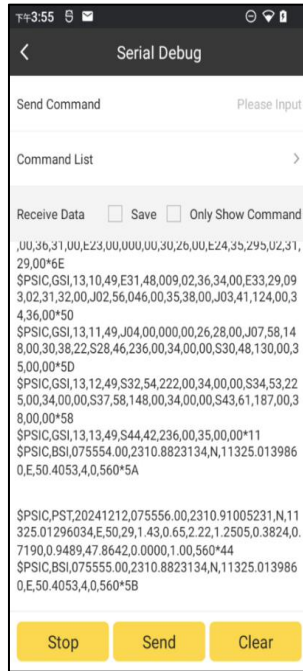 下午3:55
Serial Debug
Send Command Please Input
Command List
Receive Data Save Only Show Command
,00,36,31,00,E23,00,000,00,30,26,00,E24,35,295,02,31,
29,00*6E
$PSIC,GSI,13,10,49,E31,48,009,02,36,34,00,E33,29,09
3,02,31,32,00,J02,56,046,00,35,38,00,J03,41,124,00,3
4,36,00*50
$PSIC,GSI,13,11,49,J04,00,000,00,26,28,00,J07,58,14
8,00,30,38,22,S28,46,236,00,34,00,00,S30,48,130,00,3
5,00,00*5D
$PSIC,GSI,13,12,49,S32,54,222,00,34,00,00,S34,53,22
5,00,34,00,00,S37,58,148,00,34,00,00,S43,61,187,00,3
8,00,00*58
$PSIC,GSI,13,13,49,S44,42,236,00,35,00,00*11
$PSIC,BSI,075554.00,2310.8823134,N,11325.013986
0,E,50.4053,4,0,560*5A
$PSIC,PST,20241212,075556.00,2310.91005231,N,11
325.01296034,E,50,29,1.43,0.65,2.22,1.2505,0.3824,0.
7190,0.9489,47.8642,0.0000,1.00,560*44
$PSIC,BSI,075555.00,2310.8823134,N,11325.013986
0,E,50.4053,4,0,560*5B
Stop Send Clear